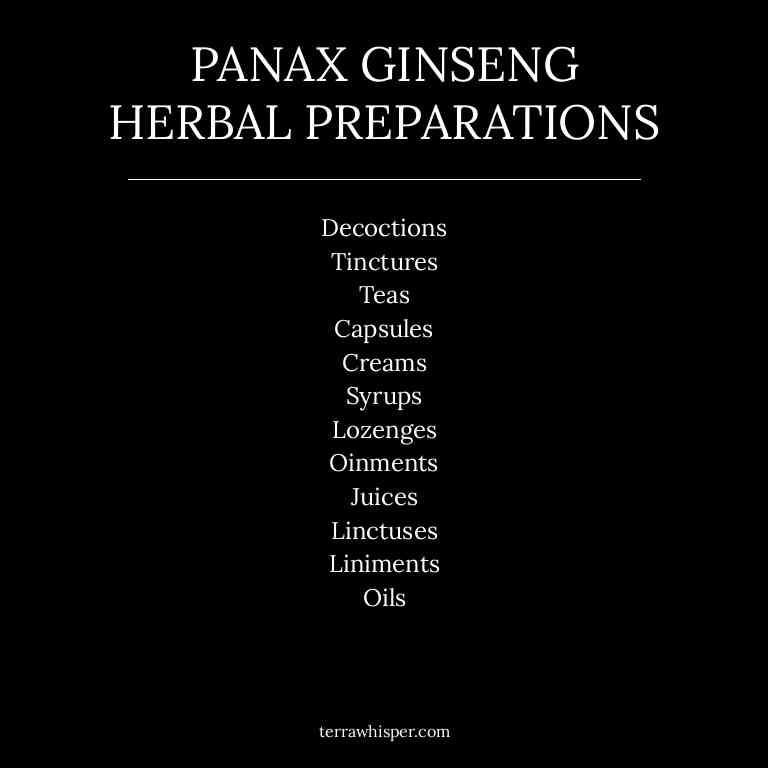 PANAX GINSENG
HERBAL PREPARATIONS
Decoctions
Tinctures
Teas
Capsules
Creams
Syrups
Lozenges
Oinments
Juices
Linctuses
Liniments
Oils
terrawhisper.com